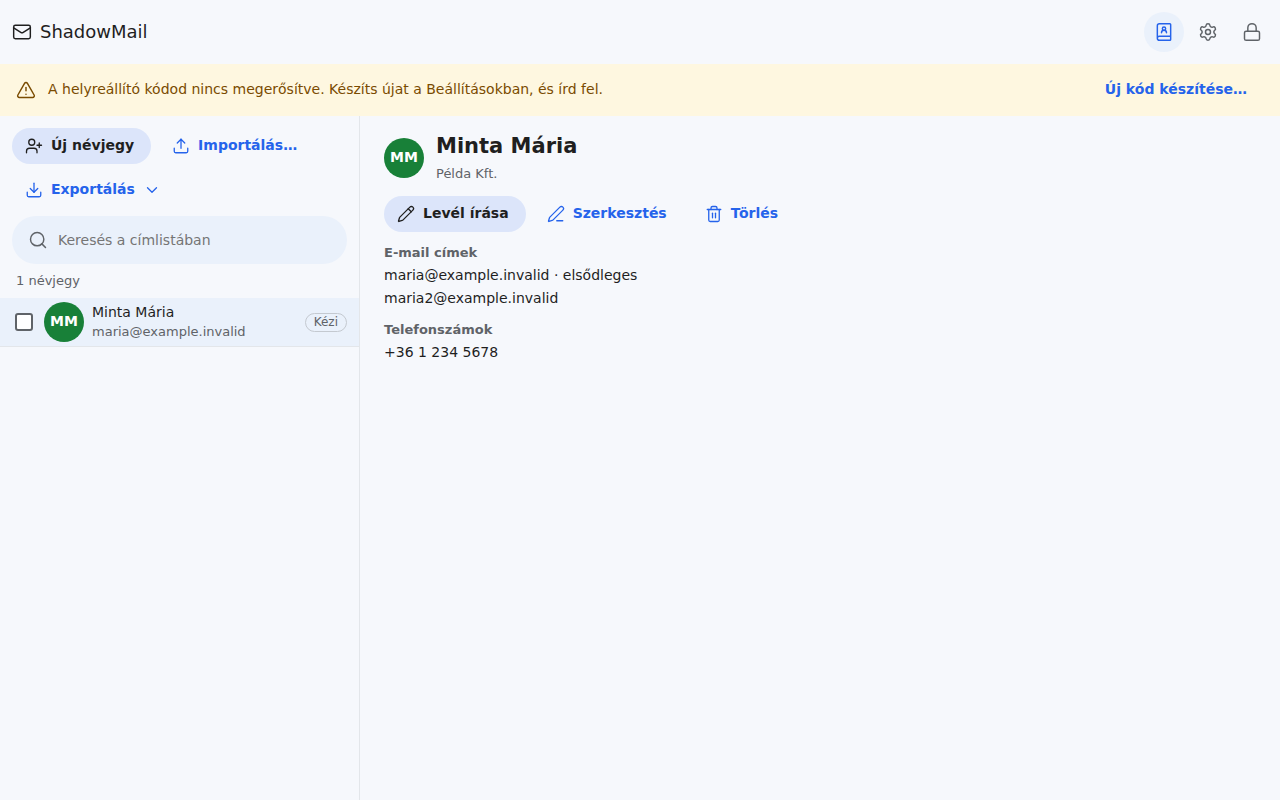 ShadowMail
A helyreállító kódod nincs megerősítve. Készíts újat a Beállításokban, és írd fel.
Új kód készítése…
Új névjegy
Importálás…
Exportálás
Keresés a címlistában
1 névjegy
MM
Minta Mária
maria@example.invalid
Kézi
MM
Minta Mária
Példa Kft.
Levél írása
Szerkesztés
Törlés
E-mail címek
maria@example.invalid · elsődleges
maria2@example.invalid
Telefonszámok
+36 1 234 5678